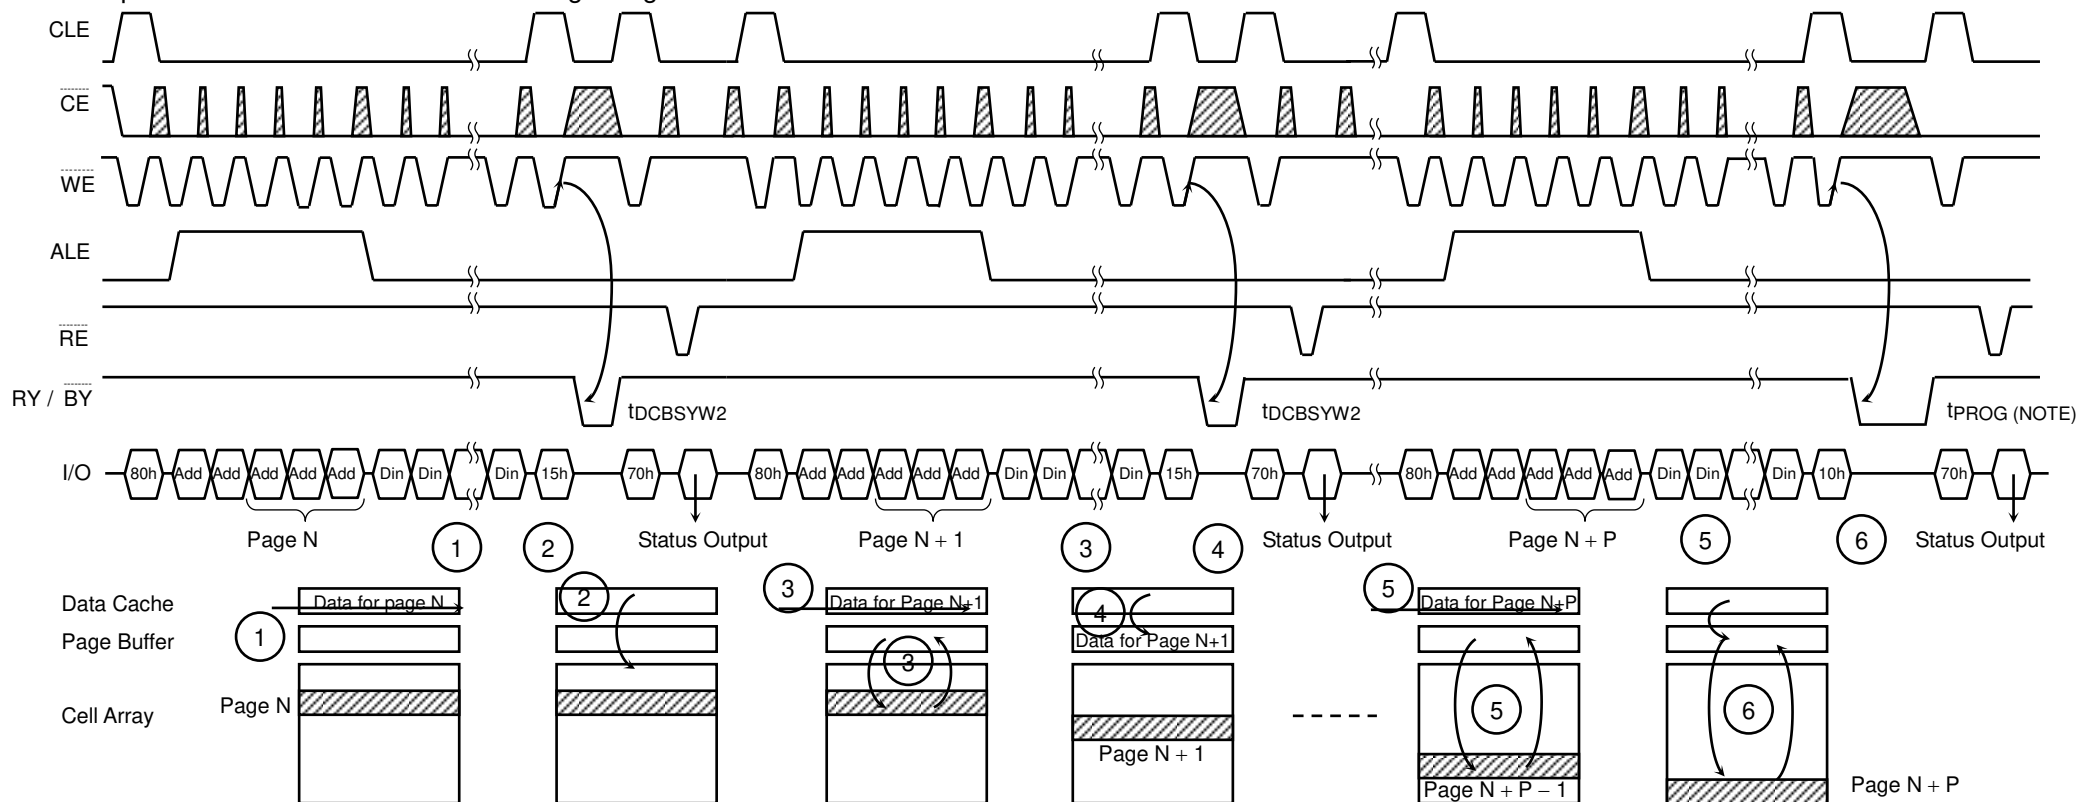 CLE
CE
WE
ALE
RE
RY / BY
tDCBSYW2 tDCBSYW2 tPROG (NOTE)
I/O 80h Add Add Add Add Add Din Din Din 15h 70h 80h Add Add Add Add Add Din Din Din 15h 70h 80h Add Add Add Add Add Din Din Din 10h 70h
Page N 1 2 Status Output Page N + 1 3 4 Status Output Page N + P 5 6 Status Output
Data Cache Data for page N 2 3 Data for Page N+1 4 5 Data for Page N+P
Page Buffer 1 3 Data for Page N+1
Cell Array Page N 5 6
Page N + 1
Page N + P − 1 Page N + P